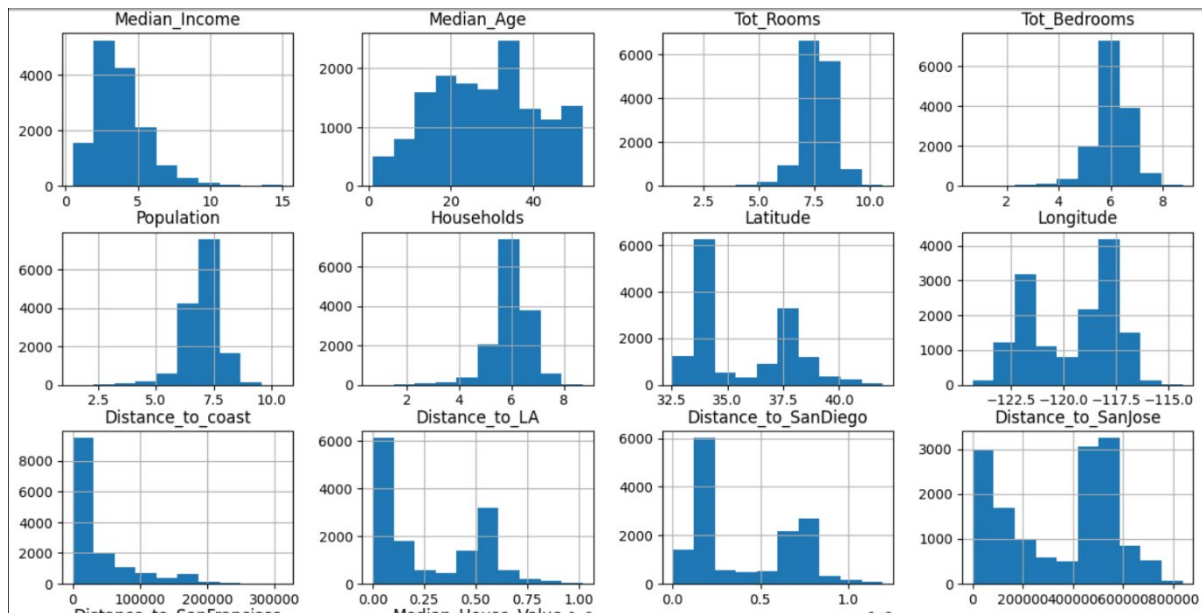 Median_Income Median_Age Tot_Rooms Tot_Bedrooms
4000 2000 0
0 5 10 15
2000 1000 0
0 20 40
6000 4000 2000 0
2.5 5.0 7.5 10.0
6000 4000 2000 0
2 4 6 8
Population Households Latitude Longitude
6000 4000 2000 0
2.5 5.0 7.5 10.0
6000 4000 2000 0
2 4 6 8
6000 4000 2000 0
32.5 35.0 37.5 40.0
4000 3000 2000 1000 0
−122.5 −120.0 −117.5 −115.0
Distance_to_coast Distance_to_LA Distance_to_SanDiego Distance_to_SanJose
8000 6000 4000 2000 0
0 100000 200000 300000
6000 4000 2000 0
0.00 0.25 0.50 0.75 1.00
6000 4000 2000 0
0.0 0.5 1.0
3000 2000 1000 0
Distance_to_SanFrancisco Median_House_Value